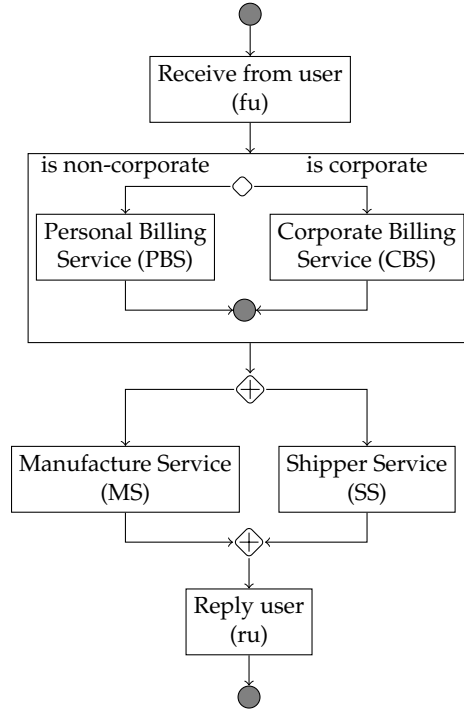 Receive from user
(fu)
is non-corporate
is corporate
Personal Billing
Service (PBS)
Corporate Billing
Service (CBS)
Manufacture Service
(MS)
Shipper Service
(SS)
Reply user
(ru)